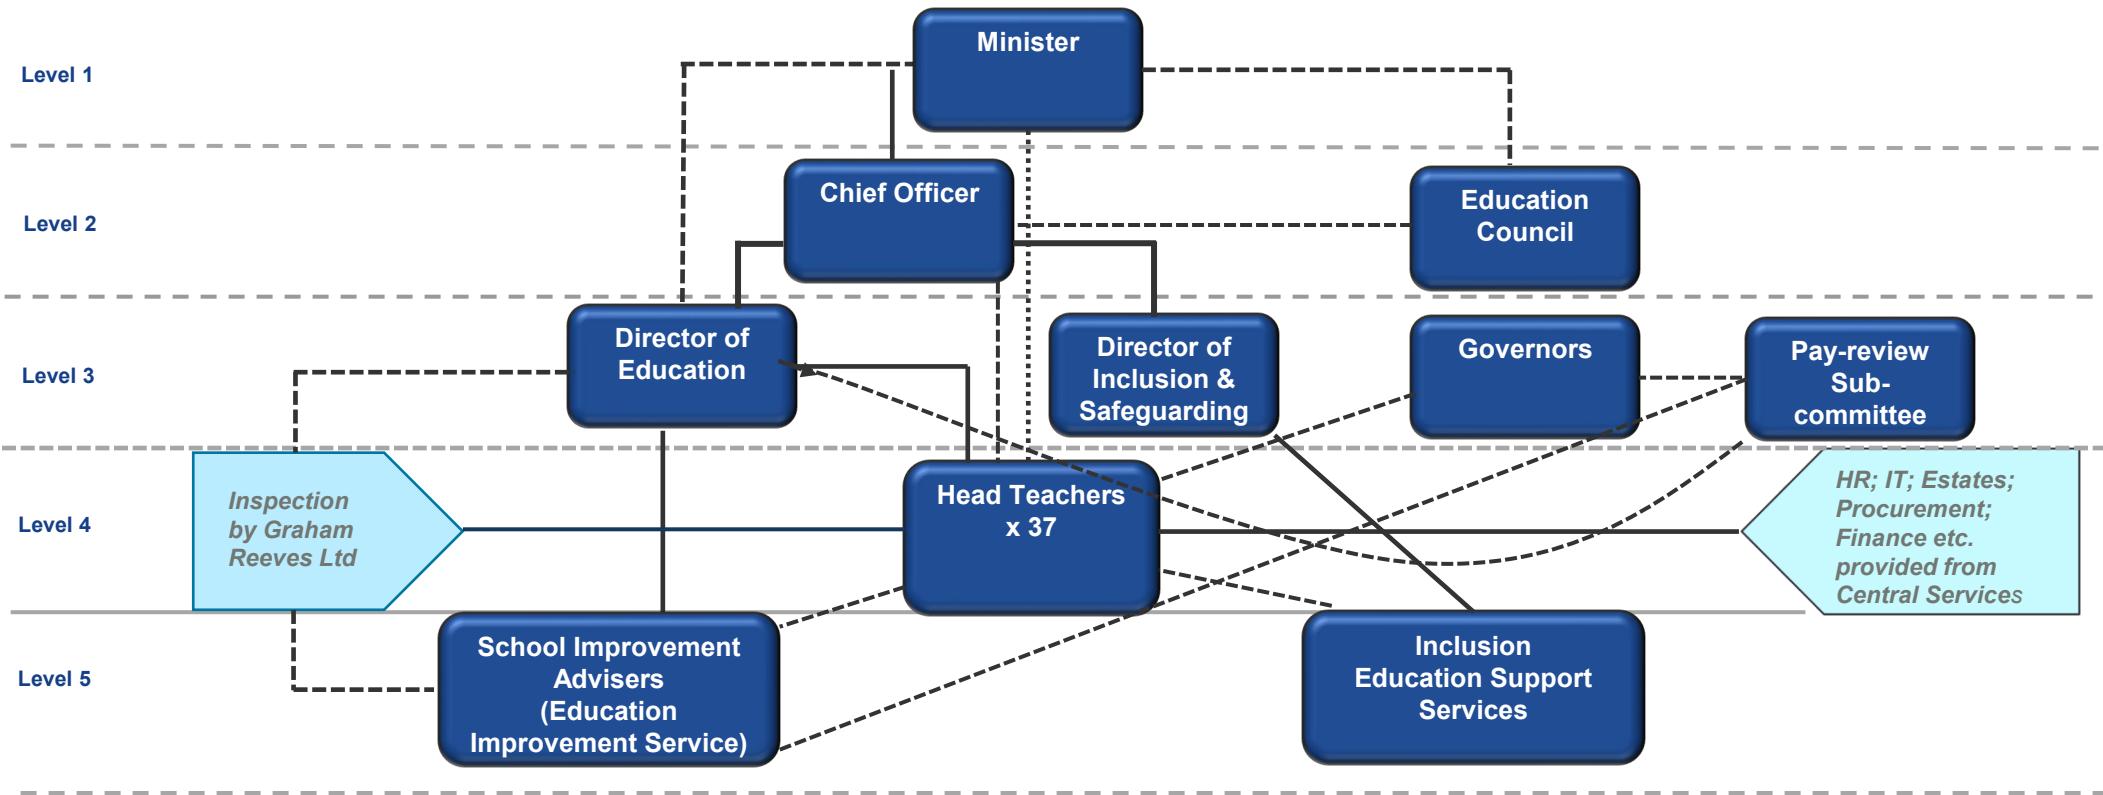 Minister
Level 1
Chief Officer
Education
Council
Level 2
Director of
Education
Director of
Inclusion &
Safeguarding
Governors
Pay-review
Sub-
committee
Level 3
Inspection
by Graham
Reeves Ltd
Head Teachers
x 37
HR; IT; Estates;
Procurement;
Finance etc.
provided from
Central Services
Level 4
School Improvement
Advisers
(Education
Improvement Service)
Inclusion
Education Support
Services
Level 5